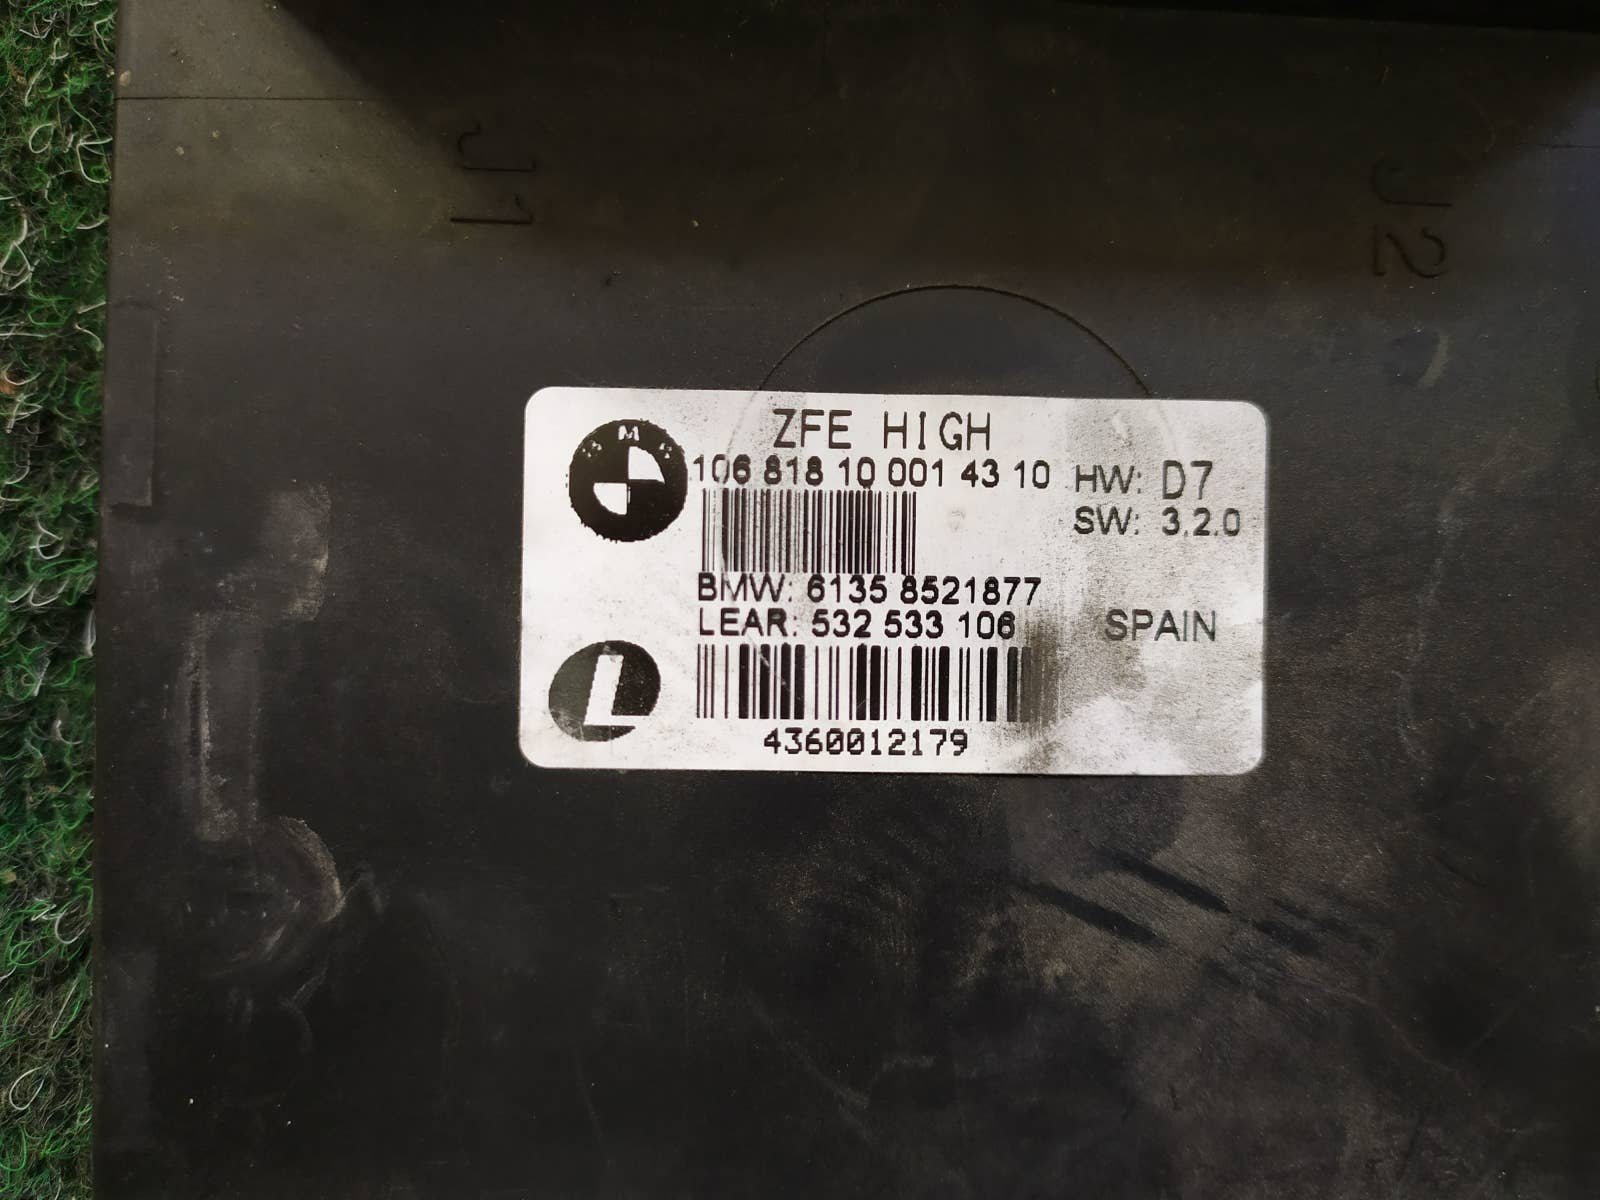 J1
J2
BMW
ZFE HIGH
106 818 10 001 43 10
HW: D7
SW: 3.2.0
BMW: 6135 8521877
LEAR: 532 533 106
SPAIN
L
4360012179